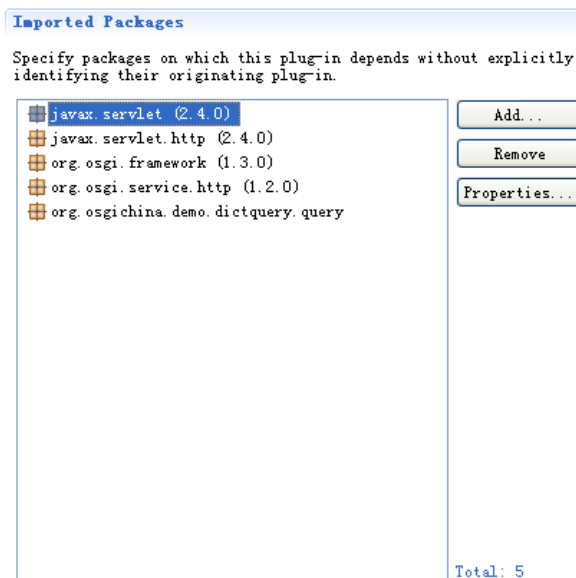 Imported Packages
Specify packages on which this plug-in depends without explicitly
identifying their originating plug-in.
javax.servlet (2.4.0)
Add...
javax.servlet.http (2.4.0)
Remove
org.osgi.framework (1.3.0)
org.osgi.service.http (1.2.0)
Properties...
org.osgichina.demo.dictquery.query
Total: 5